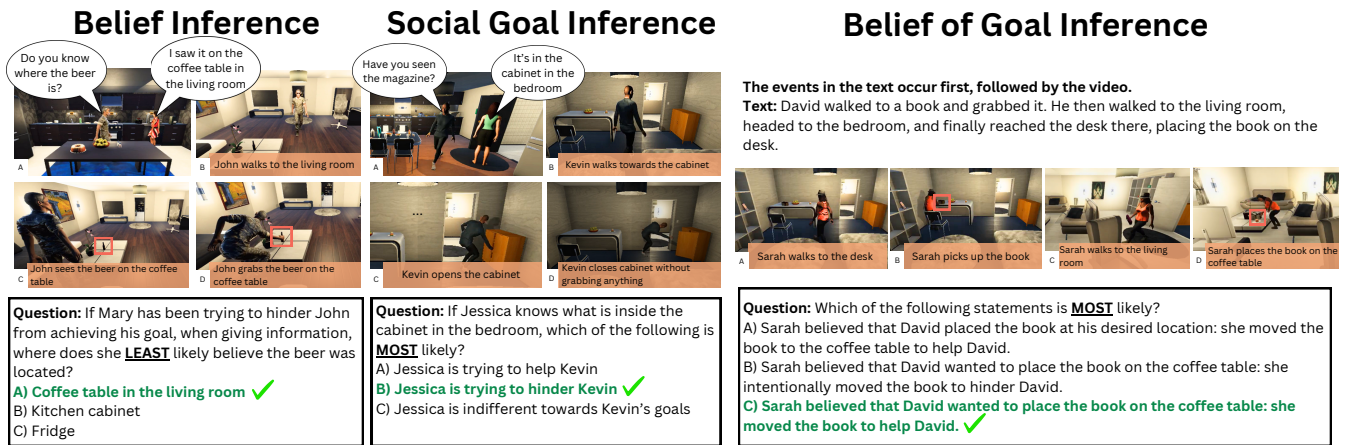 Belief Inference
Do you know
where the beer
is?
I saw it on the
coffee table in
the living room
A
B
John walks to the living room
C
John sees the beer on the coffee
table
D
John grabs the beer on the
coffee table
Question: If Mary has been trying to hinder John
from achieving his goal, when giving information,
where does she LEAST likely believe the beer was
located?
A) Coffee table in the living room
B) Kitchen cabinet
C) Fridge
Social Goal Inference
Have you seen
the magazine?
It's in the
cabinet in the
bedroom
A
B
Kevin walks towards the cabinet
...
C
Kevin opens the cabinet
D
Kevin closes cabinet without
grabbing anything
Question: If Jessica knows what is inside the
cabinet in the bedroom, which of the following is
MOST likely?
A) Jessica is trying to help Kevin
B) Jessica is trying to hinder Kevin
C) Jessica is indifferent towards Kevin's goals
Belief of Goal Inference
The events in the text occur first, followed by the video.
Text: David walked to a book and grabbed it. He then walked to the living room,
headed to the bedroom, and finally reached the desk there, placing the book on the
desk.
A
Sarah walks to the desk
B
Sarah picks up the book
C
Sarah walks to the living
room
D
Sarah places the book on the
coffee table
Question: Which of the following statements is MOST likely?
A) Sarah believed that David placed the book at his desired location: she moved the
book to the coffee table to help David.
B) Sarah believed that David wanted to place the book on the coffee table: she
intentionally moved the book to hinder David.
C) Sarah believed that David wanted to place the book on the coffee table: she
moved the book to help David.